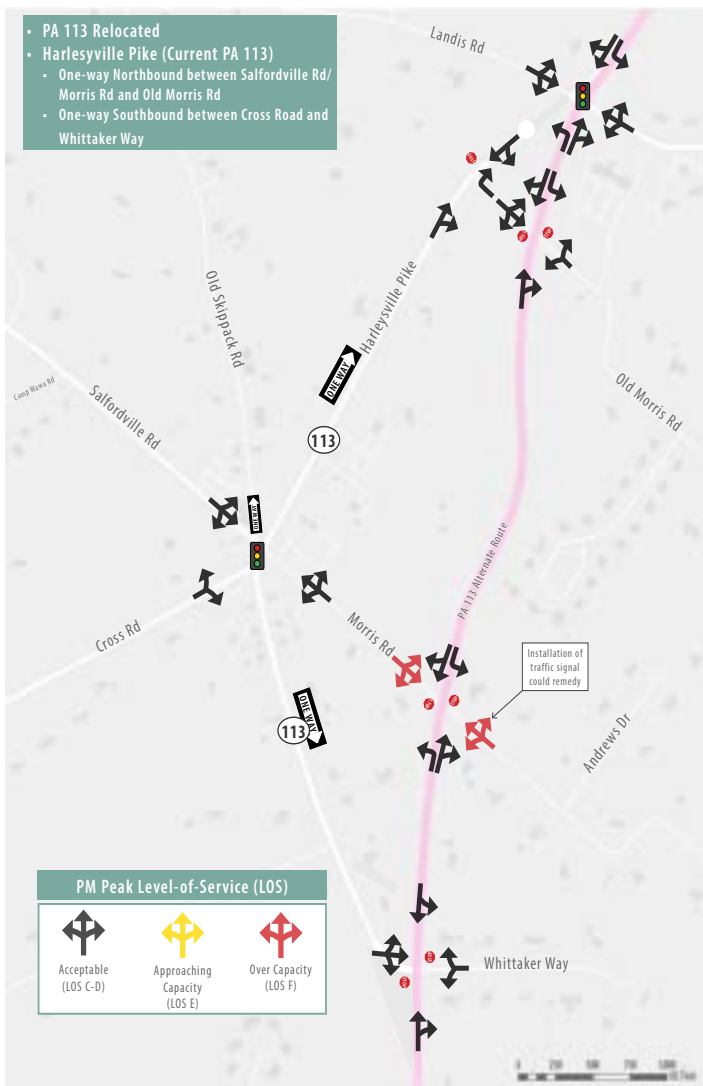 • PA 113 Relocated
• Harlesyville Pike (Current PA 113)
• One-way Northbound between Salfordville Rd/
Morris Rd and Old Morris Rd
• One-way Southbound between Cross Road and
Whittaker Way
Landis Rd
Old Skippack Rd
Harleysville Pike
ONE WAY
Camp Wawa Rd
Salfordville Rd
Old Morris Rd
113
ONE WAY
PA 113 Alternate Route
Cross Rd
Morris Rd
Installation of
traffic signal
could remedy
ONE WAY
113
Andrews Dr
PM Peak Level-of-Service (LOS)
Acceptable
(LOS C-D)
Approaching
Capacity
(LOS E)
Over Capacity
(LOS F)
Whittaker Way